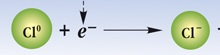 Cl⁰ + e⁻ ⟶ Cl⁻